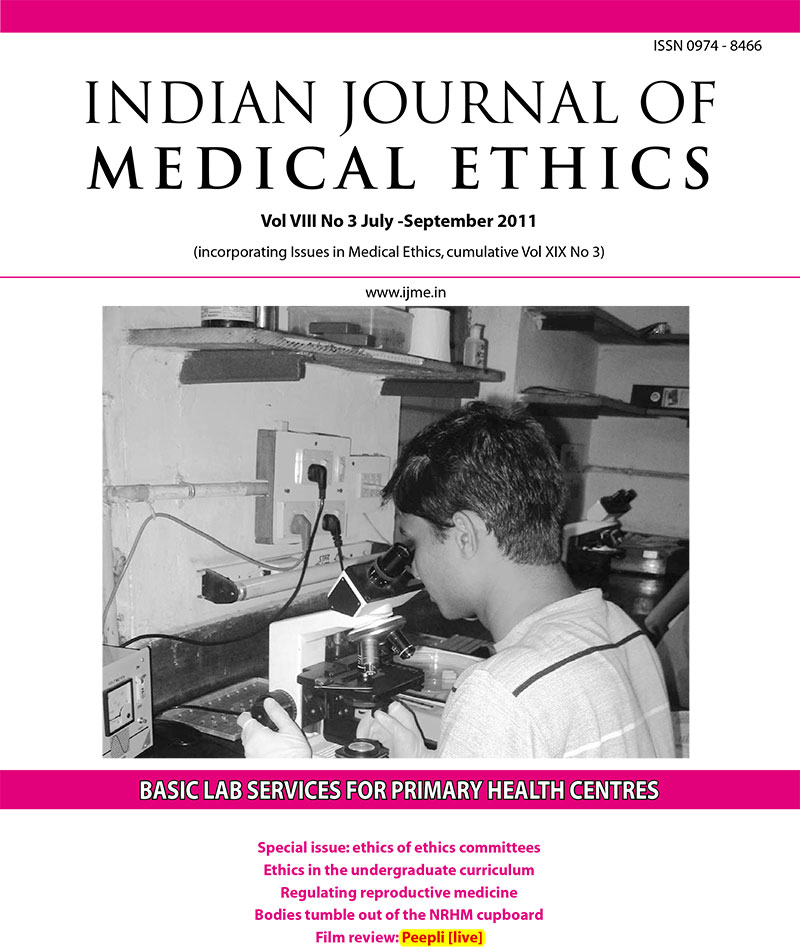 ISSN 0974 - 8466
INDIAN JOURNAL OF
MEDICAL ETHICS
Vol VIII No 3 July -September 2011
(incorporating Issues in Medical Ethics, cumulative Vol XIX No 3)
www.ijme.in
BASIC LAB SERVICES FOR PRIMARY HEALTH CENTRES
Special issue: ethics of ethics committees
Ethics in the undergraduate curriculum
Regulating reproductive medicine
Bodies tumble out of the NRHM cupboard
Film review: Peepli [live]